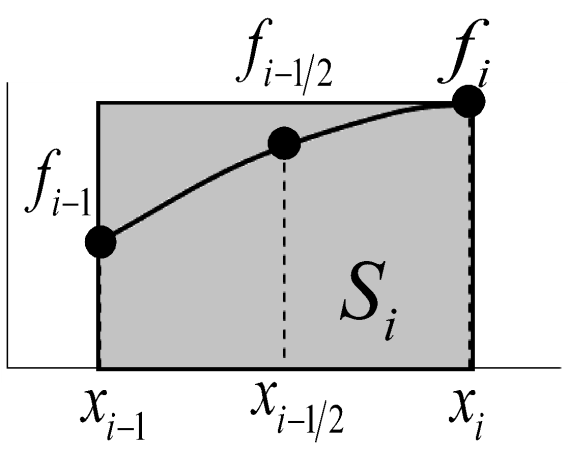 f_{i-1/2}
f_i
f_{i-1}
S_i
x_{i-1}
x_{i-1/2}
x_i